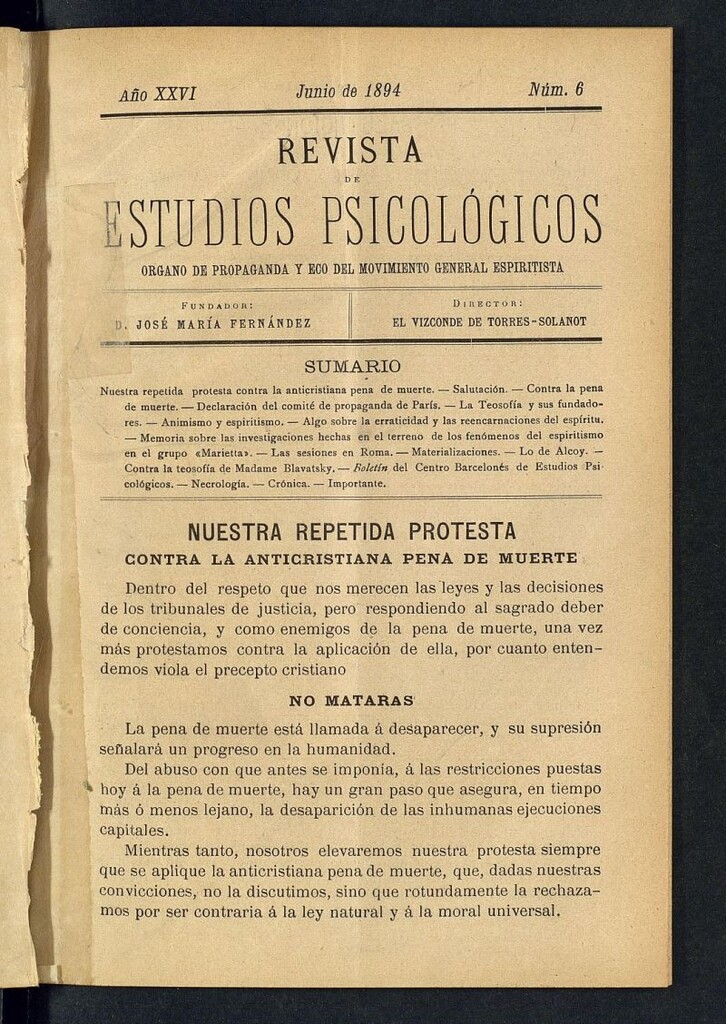 Año XXVI Junio de 1894 Núm. 6
REVISTA
DE
ESTUDIOS PSICOLÓGICOS
ORGANO DE PROPAGANDA Y ECO DEL MOVIMIENTO GENERAL ESPIRITISTA
FUNDADOR:
D. JOSÉ MARÍA FERNÁNDEZ
DIRECTOR:
EL VIZCONDE DE TORRES-SOLANOT
SUMARIO
Nuestra repetida protesta contra la anticristiana pena de muerte. — Salutación. — Contra la pena
de muerte. — Declaración del comité de propaganda de París. — La Teosofía y sus fundado-
res. — Animismo y espiritismo. — Algo sobre la erraticidad y las reencarnaciones del espíritu.
— Memoria sobre las investigaciones hechas en el terreno de los fenómenos del espiritismo
en el grupo «Marietta». — Las sesiones en Roma. — Materializaciones. — Lo de Alcoy. —
Contra la teosofía de Madame Blavatsky. — Boletín del Centro Barcelonés de Estudios Psi-
cológicos. — Necrología. — Crónica. — Importante.
NUESTRA REPETIDA PROTESTA
CONTRA LA ANTICRISTIANA PENA DE MUERTE
Dentro del respeto que nos merecen las leyes y las decisiones
de los tribunales de justicia, pero respondiendo al sagrado deber
de conciencia, y como enemigos de la pena de muerte, una vez
más protestamos contra la aplicación de ella, por cuanto enten-
demos viola el precepto cristiano
NO MATARAS
La pena de muerte está llamada á desaparecer, y su supresión
señalará un progreso en la humanidad.
Del abuso con que antes se imponía, á las restricciones puestas
hoy á la pena de muerte, hay un gran paso que asegura, en tiempo
más ó menos lejano, la desaparición de las inhumanas ejecuciones
capitales.
Mientras tanto, nosotros elevaremos nuestra protesta siempre
que se aplique la anticristiana pena de muerte, que, dadas nuestras
convicciones, no la discutimos, sino que rotundamente la rechaza-
mos por ser contraria á la ley natural y á la moral universal.